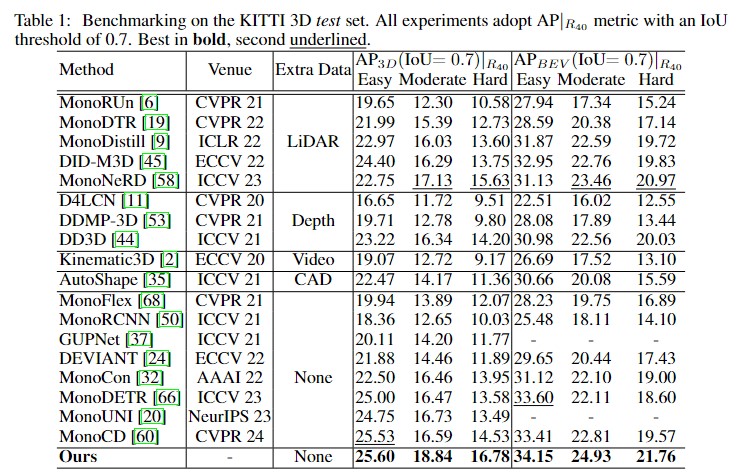 Table 1: Benchmarking on the KITTI 3D test set. All experiments adopt AP|R40 metric with an IoU
threshold of 0.7. Best in bold, second underlined.
Method Venue Extra Data AP3D(IoU= 0.7)|R40 APBEV(IoU= 0.7)|R40
Easy Moderate Hard Easy Moderate Hard
MonoRUn [6] CVPR 21 19.65 12.30 10.58 27.94 17.34 15.24
MonoDTR [19] CVPR 22 21.99 15.39 12.73 28.59 20.38 17.14
MonoDistill [9] ICLR 22 LiDAR 22.97 16.03 13.60 31.87 22.59 19.72
DID-M3D [45] ECCV 22 24.40 16.29 13.75 32.95 22.76 19.83
MonoNeRD [58] ICCV 23 22.75 17.13 15.63 31.13 23.46 20.97
D4LCN [11] CVPR 20 16.65 11.72 9.51 22.51 16.02 12.55
DDMP-3D [53] CVPR 21 Depth 19.71 12.78 9.80 28.08 17.89 13.44
DD3D [44] ICCV 21 23.22 16.34 14.20 30.98 22.56 20.03
Kinematic3D [2] ECCV 20 Video 19.07 12.72 9.17 26.69 17.52 13.10
AutoShape [35] ICCV 21 CAD 22.47 14.17 11.36 30.66 20.08 15.59
MonoFlex [68] CVPR 21 19.94 13.89 12.07 28.23 19.75 16.89
MonoRCNN [50] ICCV 21 18.36 12.65 10.03 25.48 18.11 14.10
GUPNet [37] ICCV 21 20.11 14.20 11.77 - - -
DEVIANT [24] ECCV 22 21.88 14.46 11.89 29.65 20.44 17.43
MonoCon [32] AAAI 22 None 22.50 16.46 13.95 31.12 22.10 19.00
MonoDETR [66] ICCV 23 25.00 16.47 13.58 33.60 22.11 18.60
MonoUNI [20] NeurIPS 23 24.75 16.73 13.49 - - -
MonoCD [60] CVPR 24 25.53 16.59 14.53 33.41 22.81 19.57
Ours - None 25.60 18.84 16.78 34.15 24.93 21.76